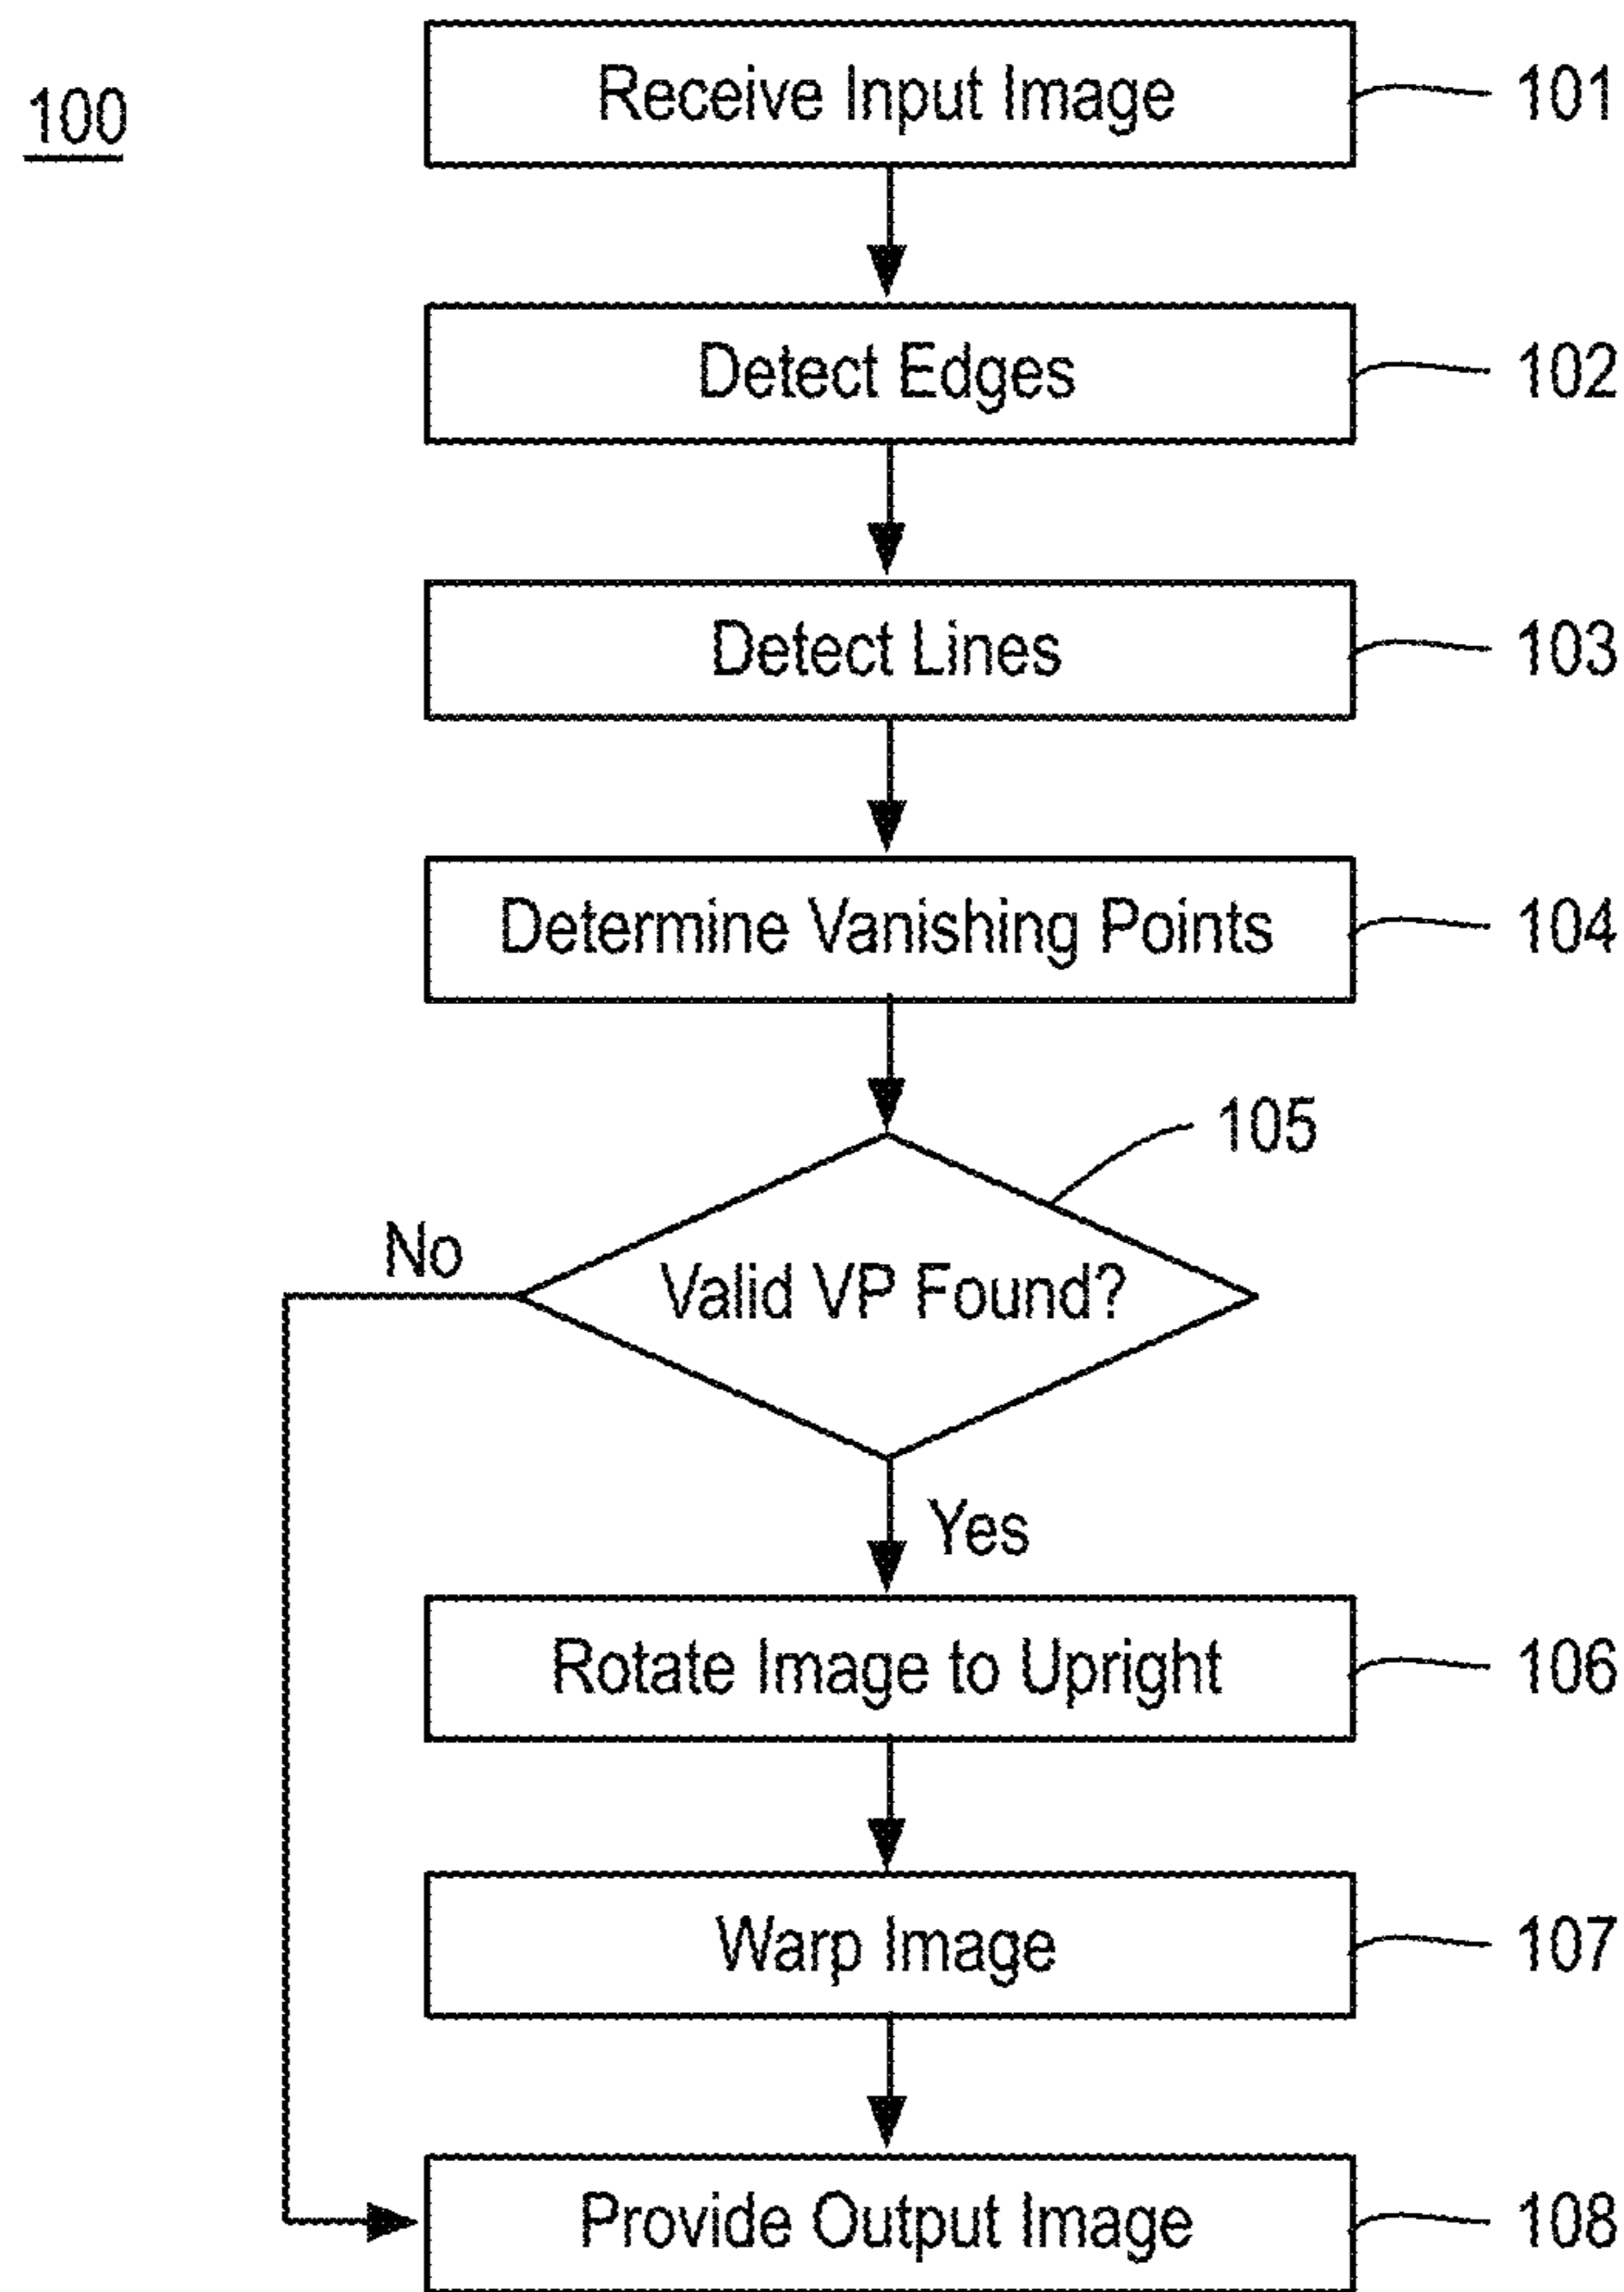 100
Receive Input Image
101
Detect Edges
102
Detect Lines
103
Determine Vanishing Points
104
105
No
Valid VP Found?
Yes
Rotate Image to Upright
106
Warp Image
107
Provide Output Image
108